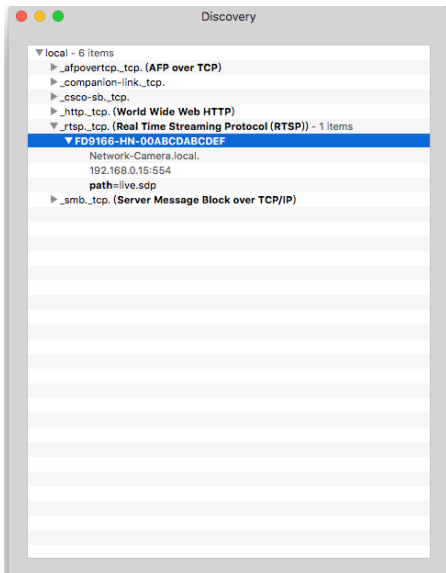 Discovery
local - 6 items
_afpovertcp._tcp. (AFP over TCP)
_companion-link._tcp.
_csco-sb._tcp.
_http._tcp. (World Wide Web HTTP)
_rtsp._tcp. (Real Time Streaming Protocol (RTSP)) - 1 items
FD9166-HN-00ABCDABCDEF
Network-Camera.local.
192.168.0.15:554
path=live.sdp
_smb._tcp. (Server Message Block over TCP/IP)